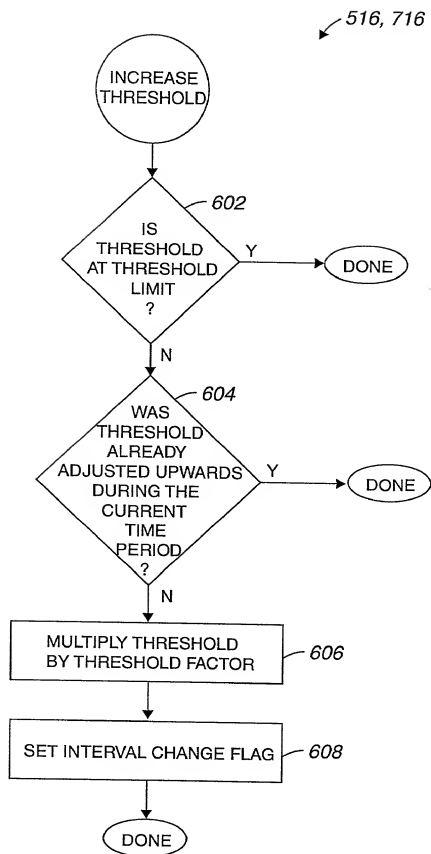 516, 716
INCREASE
THRESHOLD
602
IS
THRESHOLD
AT THRESHOLD
LIMIT
?
Y
DONE
N
604
WAS
THRESHOLD
ALREADY
ADJUSTED UPWARDS
DURING THE
CURRENT
TIME
PERIOD
?
Y
DONE
N
MULTIPLY THRESHOLD
BY THRESHOLD FACTOR
606
SET INTERVAL CHANGE FLAG
608
DONE